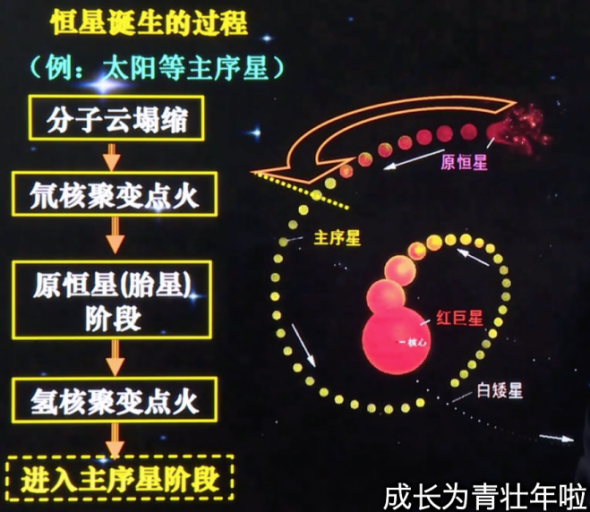 恒星诞生的过程
（例：太阳等主序星）
分子云塌缩
氘核聚变点火
原恒星(胎星)
阶段
氢核聚变点火
进入主序星阶段
原恒星
主序星
红巨星
核心
白矮星
成长为青壮年啦